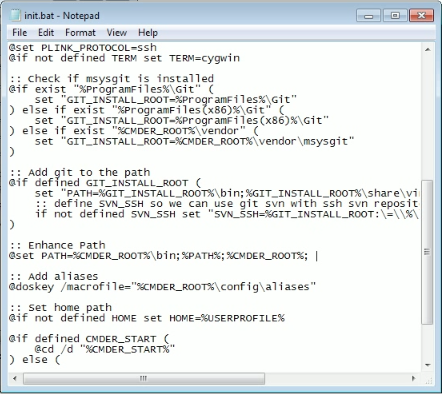 init.bat - Notepad
File Edit Format View Help
@set PLINK_PROTOCOL=ssh
@if not defined TERM set TERM=cygwin
:: Check if msysgit is installed
@if exist "%ProgramFiles%\Git" (
set "GIT_INSTALL_ROOT=%ProgramFiles%\Git"
) else if exist "%ProgramFiles(x86)%\Git" (
set "GIT_INSTALL_ROOT=%ProgramFiles(x86)%\Git"
) else if exist "%CMDER_ROOT%\vendor" (
set "GIT_INSTALL_ROOT=%CMDER_ROOT%\vendor\msysgit"
)
:: Add git to the path
@if defined GIT_INSTALL_ROOT (
set "PATH=%GIT_INSTALL_ROOT%\bin;%GIT_INSTALL_ROOT%\share\vi
:: define SVN_SSH so we can use git svn with ssh svn reposit
if not defined SVN_SSH set "SVN_SSH=%GIT_INSTALL_ROOT:\=\\%\
)
:: Enhance Path
@set PATH=%CMDER_ROOT%\bin;%PATH%;%CMDER_ROOT%;
:: Add aliases
@doskey /macrofile="%CMDER_ROOT%\config\aliases"
:: Set home path
@if not defined HOME set HOME=%USERPROFILE%
@if defined CMDER_START (
@cd /d "%CMDER_START%"
) else (